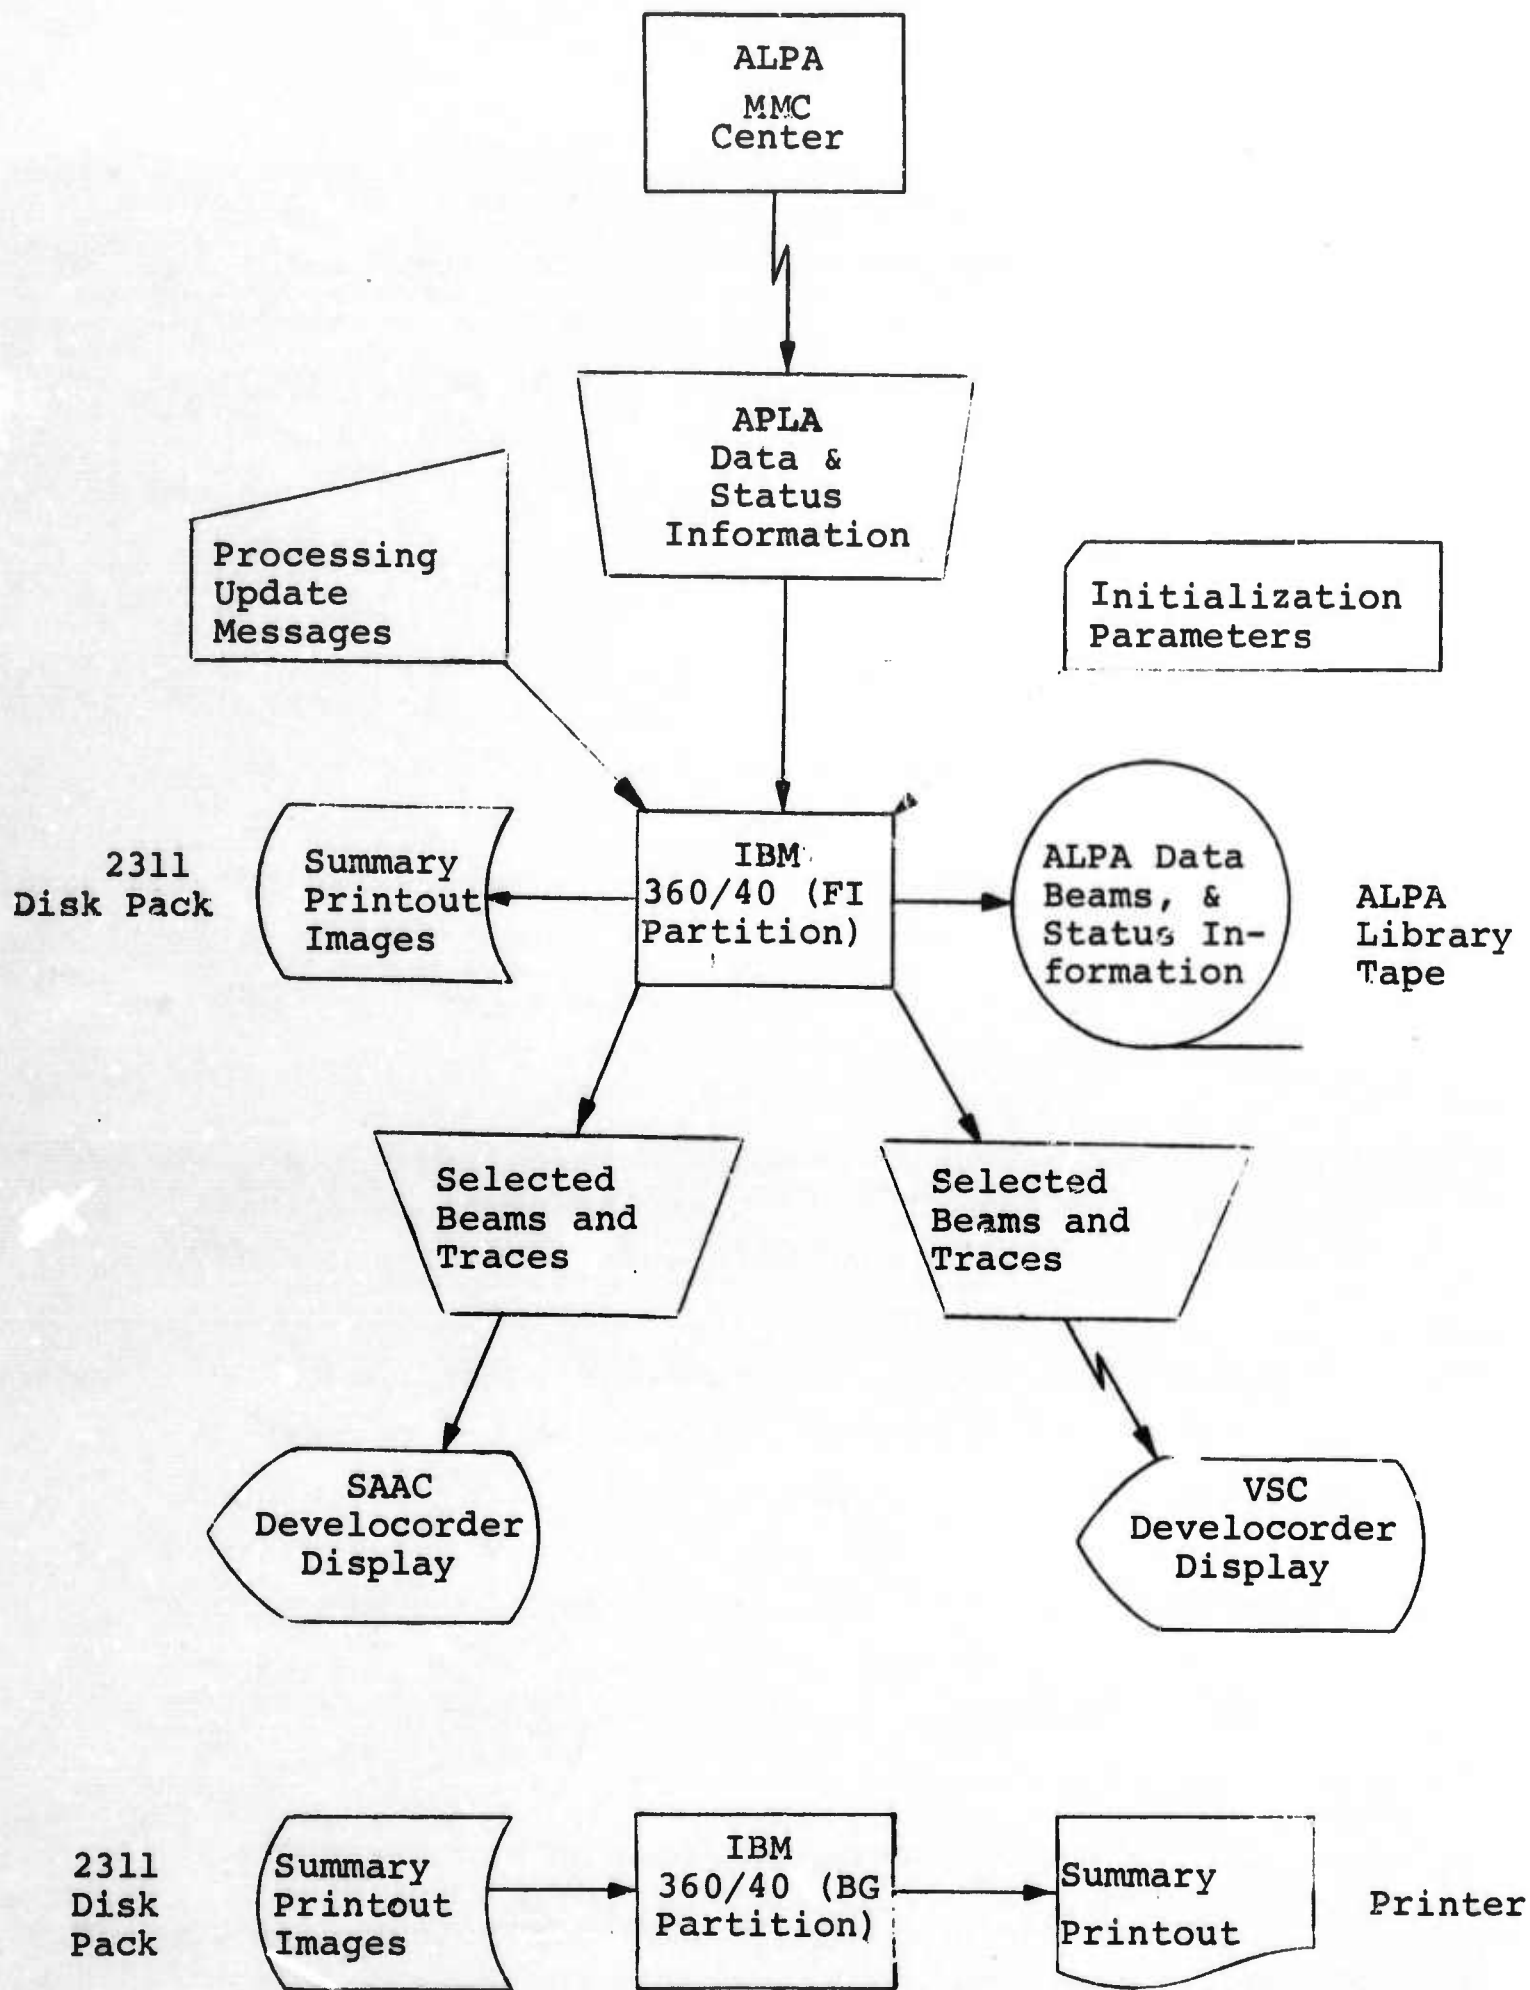 ALPA
MMC
Center
APLA
Data &
Status
Information
Processing
Update
Messages
Initialization
Parameters
2311
Disk Pack
Summary
Printout
Images
IBM
360/40 (FI
Partition)
ALPA Data
Beams, &
Status In-
formation
ALPA
Library
Tape
Selected
Beams and
Traces
Selected
Beams and
Traces
SAAC
Develocorder
Display
VSC
Develocorder
Display
2311
Disk
Pack
Summary
Printout
Images
IBM
360/40 (BG
Partition)
Summary
Printout
Printer